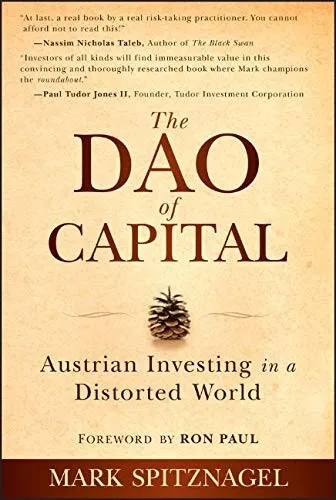 "At last, a real book by a real risk-taking practitioner. You cannot
afford not to read this!"
—Nassim Nicholas Taleb, Author of The Black Swan
"Investors of all kinds will find immeasurable value in this
convincing and thoroughly researched book where Mark champions
the roundabout."
—Paul Tudor Jones II, Founder, Tudor Investment Corporation
The
DAO
of
CAPITAL
Austrian Investing in a
Distorted World
Foreword by RON PAUL
MARK SPITZNAGEL